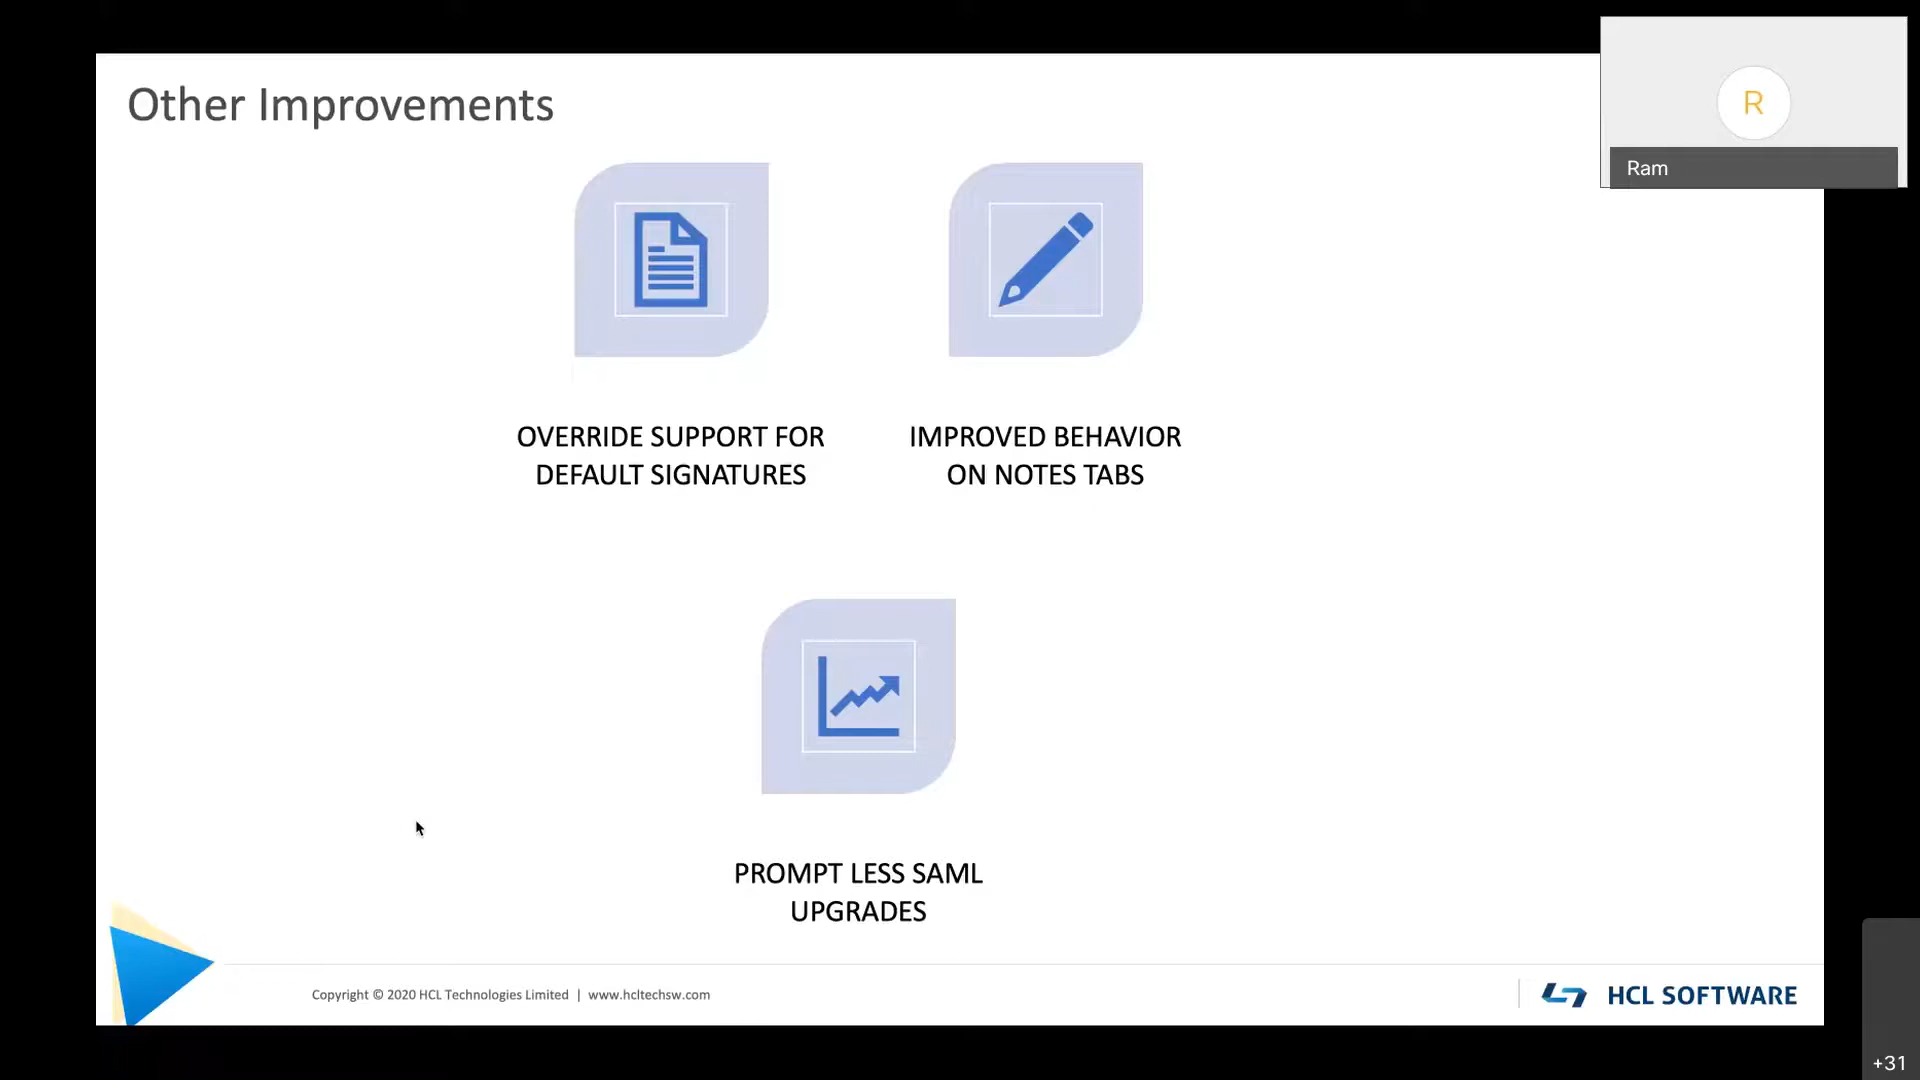 Other Improvements
R
Ram
OVERRIDE SUPPORT FOR
DEFAULT SIGNATURES
IMPROVED BEHAVIOR
ON NOTES TABS
PROMPT LESS SAML
UPGRADES
Copyright © 2020 HCL Technologies Limited | www.hcltechsw.com
HCL SOFTWARE
+31